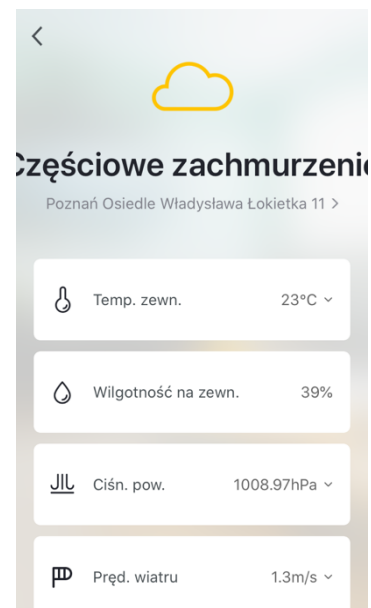 Częściowe zachmurzenie
Poznań Osiedle Władysława Łokietka 11 >
Temp. zewn. 23°C
Wilgotność na zewn. 39%
Ciśn. pow. 1008.97hPa
Pręd. wiatru 1.3m/s